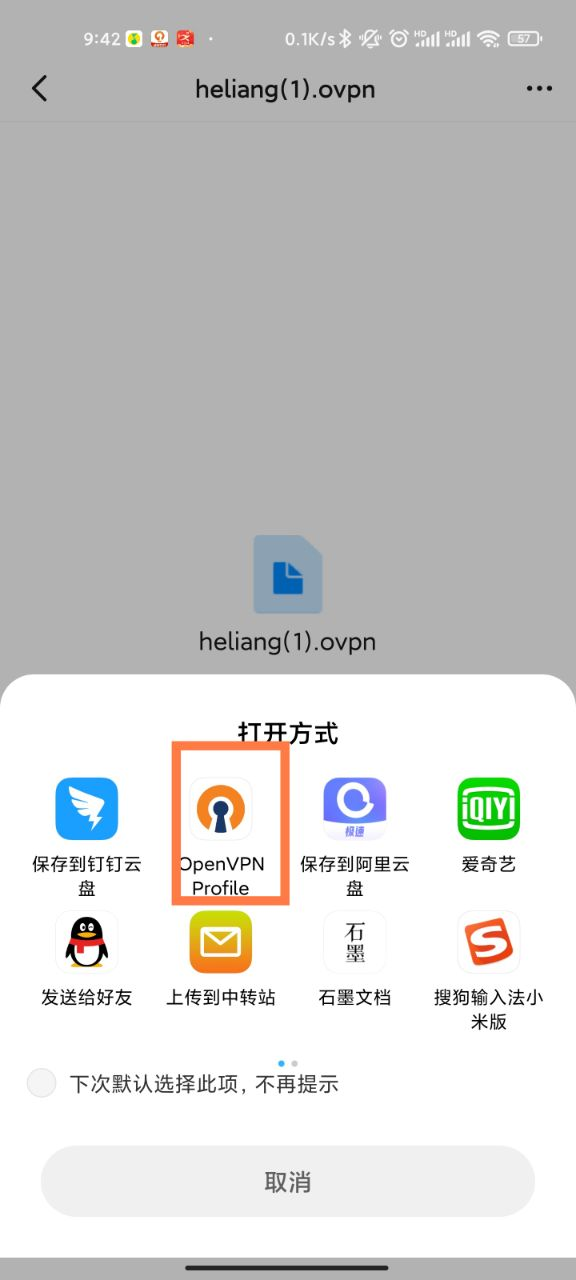 9:42
0.1K/s
HD
HD
57
heliang(1).ovpn
heliang(1).ovpn
打开方式
保存到钉钉云
盘
OpenVPN
Profile
极速
保存到阿里云
盘
iQIYI
爱奇艺
发送给好友
上传到中转站
石
墨
石墨文档
S
搜狗输入法小
米版
下次默认选择此项，不再提示
取消